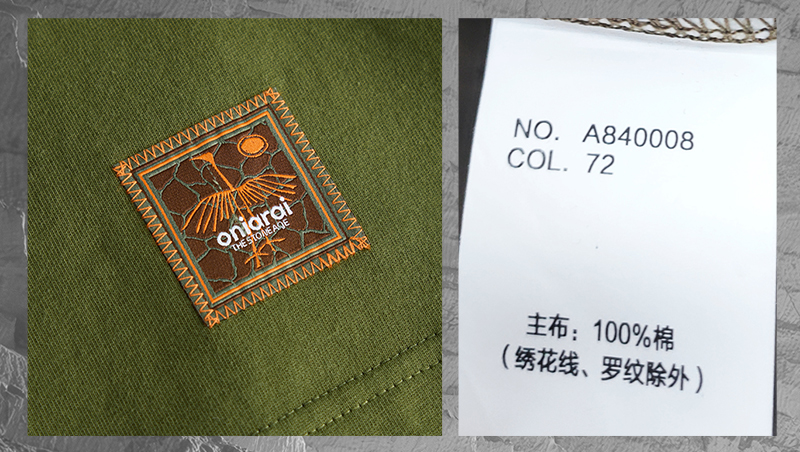 oniarai
THE STONE AGE
NO. A840008
COL. 72
主布：100%棉
（绣花线、罗纹除外）